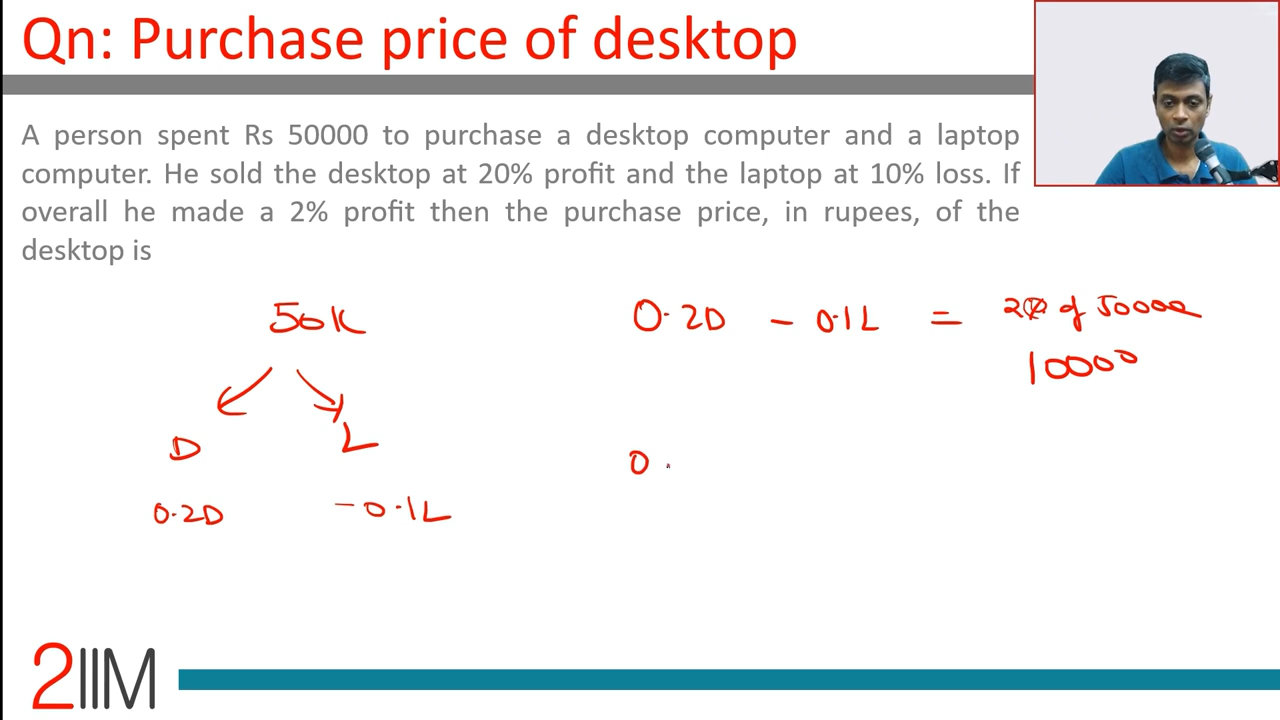 Qn: Purchase price of desktop
A person spent Rs 50000 to purchase a desktop computer and a laptop
computer. He sold the desktop at 20% profit and the laptop at 10% loss. If
overall he made a 2% profit then the purchase price, in rupees, of the
desktop is
50K
0.2D - 0.1L = 2% of 50000
10000
D L
0.2D -0.1L
0.
2IIM